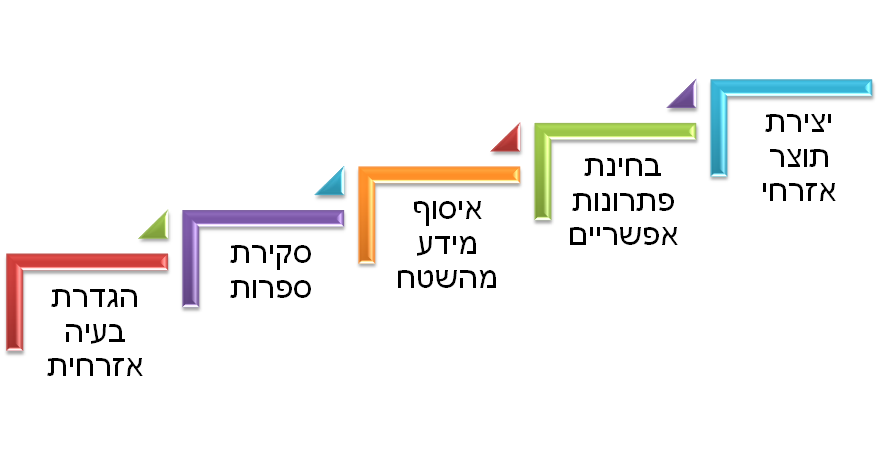 הגדרת
בעיה
אזרחית
סקירת
ספרות
איסוף
מידע
מהשטח
בחינת
פתרונות
אפשריים
יצירת
תוצר
אזרחי